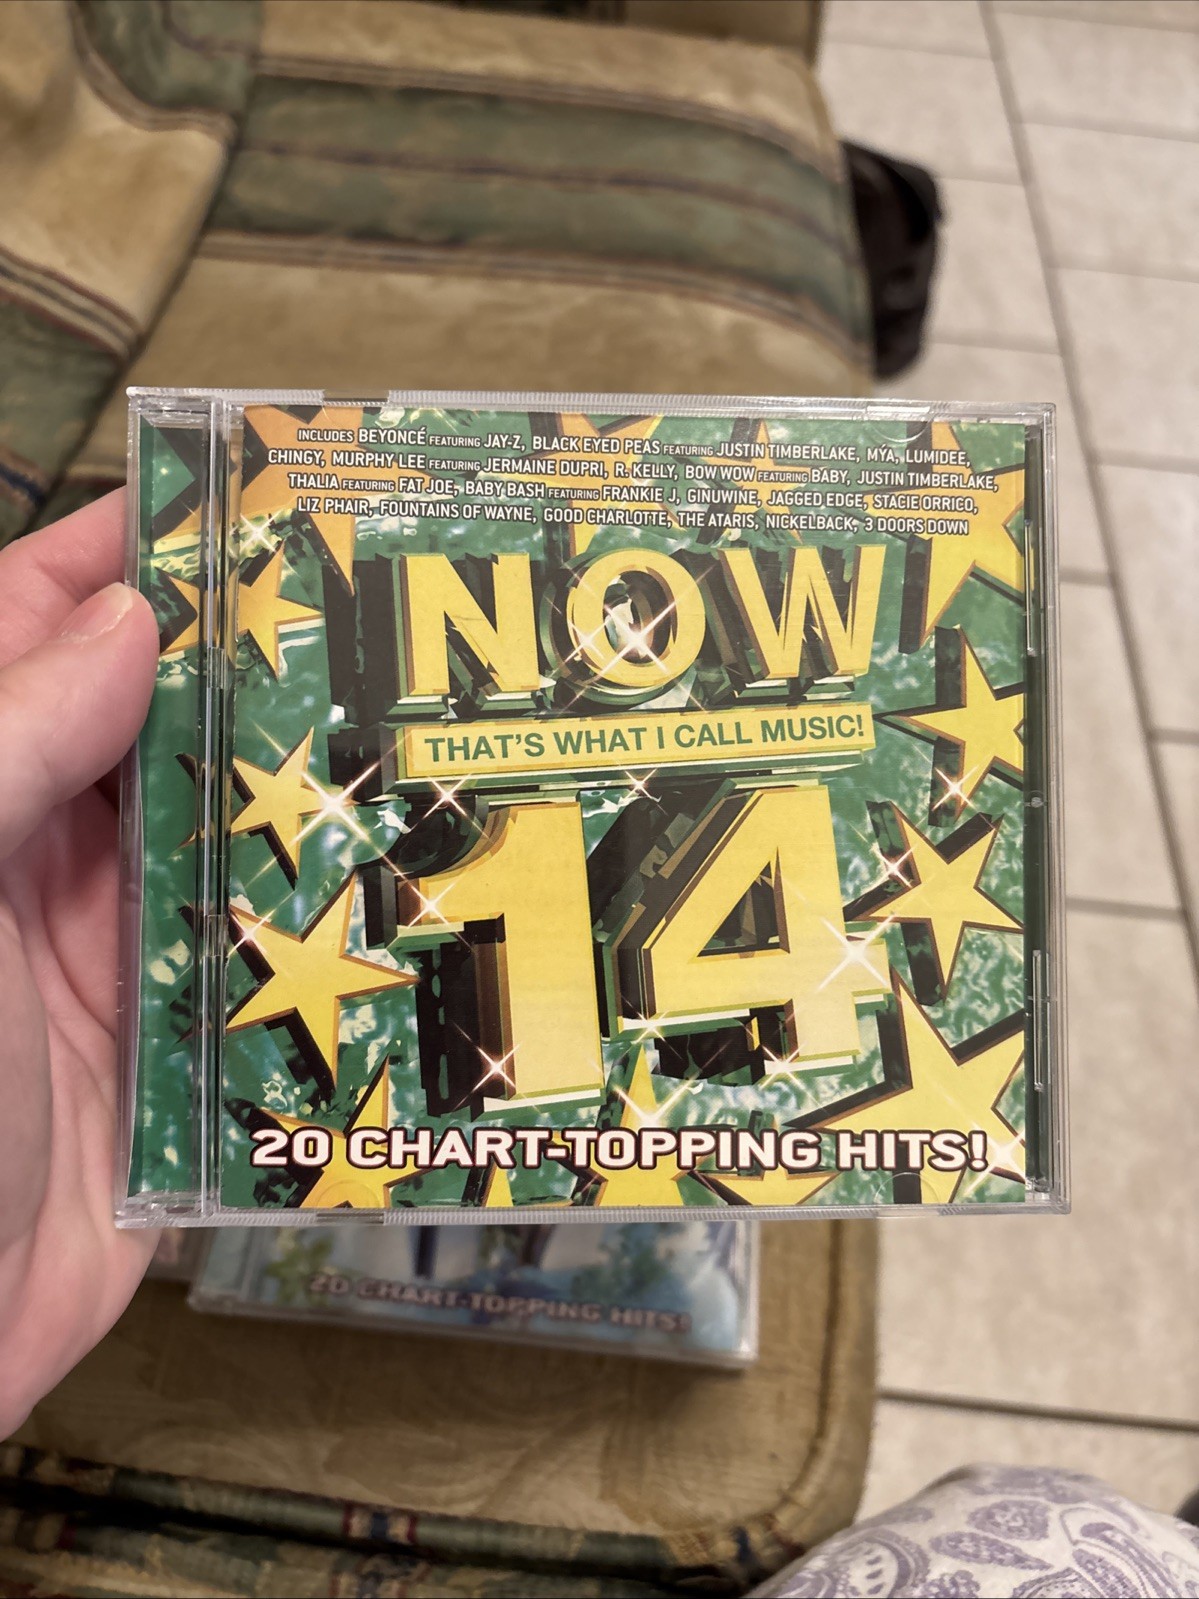 INCLUDES BEYONCÉ FEATURING JAY-Z, BLACK EYED PEAS FEATURING JUSTIN TIMBERLAKE, MÝA, LUMIDEE,
CHINGY, MURPHY LEE FEATURING JERMAINE DUPRI, R. KELLY, BOW WOW FEATURING BABY, JUSTIN TIMBERLAKE,
THALIA FEATURING FAT JOE, BABY BASH FEATURING FRANKIE J, GINUWINE, JAGGED EDGE, STACIE ORRICO,
LIZ PHAIR, FOUNTAINS OF WAYNE, GOOD CHARLOTTE, THE ATARIS, NICKELBACK, 3 DOORS DOWN
NOW
THAT'S WHAT I CALL MUSIC!
14
20 CHART-TOPPING HITS!
20 CHART-TOPPING HITS!